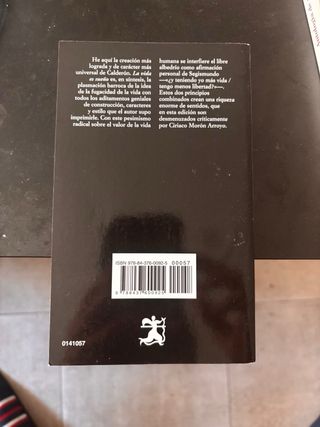 He aquí la creación más
lograda y de carácter más
universal de Calderón. La vida
es sueño es, en síntesis, la
plasmación barroca de la idea
de la fugacidad de la vida con
todos los aditamentos geniales
de construcción, caracteres
y estilo que el autor supo
imprimirle. Con este pesimismo
radical sobre el valor de la vida
humana se interfiere el libre
albedrío como afirmación
personal de Segismundo
—«¿y teniendo yo más vida /
tengo menos libertad?»—.
Estos dos principios
combinados crean una riqueza
enorme de sentidos, que
en esta edición son
desmenuzados críticamente
por Ciriaco Morón Arroyo.
ISBN 978-84-376-0092-5
00057
9 788437 600925
0141057